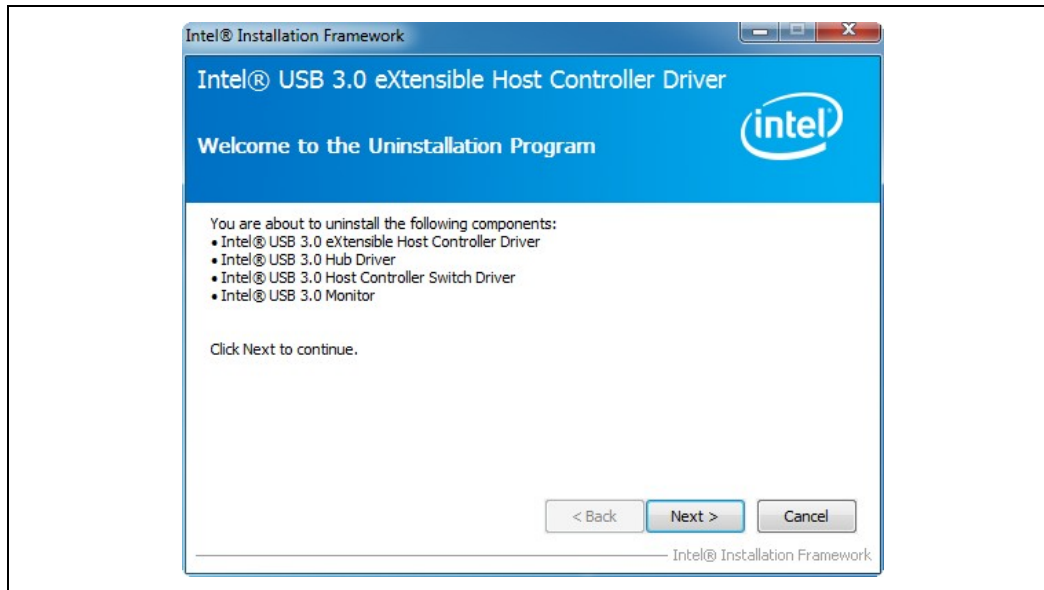 Intel® Installation Framework
Intel® USB 3.0 eXtensible Host Controller Driver
intel
Welcome to the Uninstallation Program
You are about to uninstall the following components:
• Intel® USB 3.0 eXtensible Host Controller Driver
• Intel® USB 3.0 Hub Driver
• Intel® USB 3.0 Host Controller Switch Driver
• Intel® USB 3.0 Monitor
Click Next to continue.
< Back Next > Cancel
Intel® Installation Framework